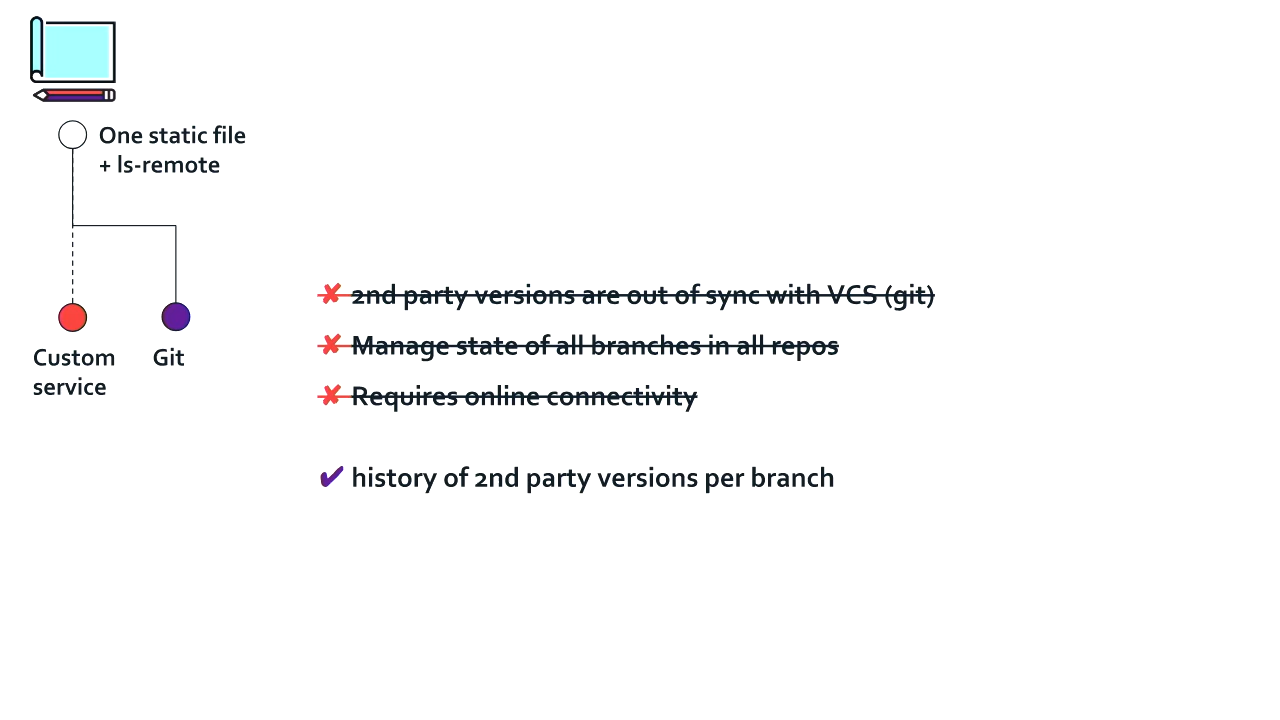 One static file
+ ls-remote
Custom
service
Git
✘ 2nd party versions are out of sync with VCS (git)
✘ Manage state of all branches in all repos
✘ Requires online connectivity
✔ history of 2nd party versions per branch